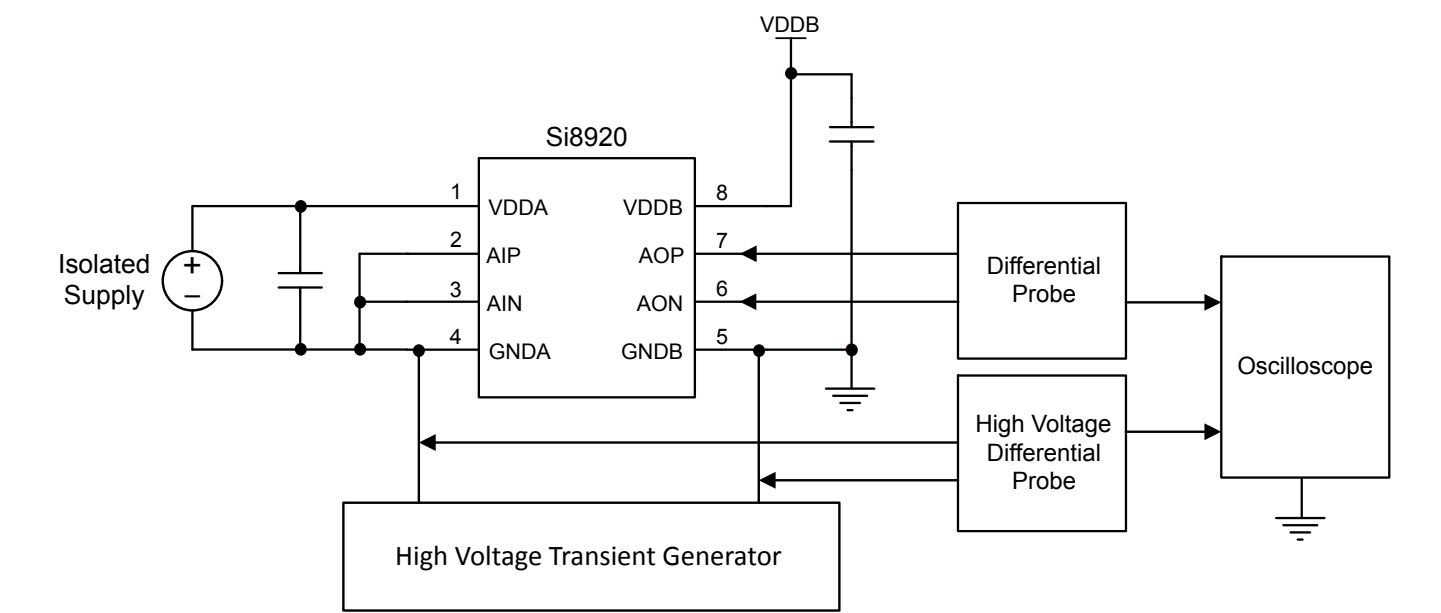 VDDB
Si8920
1
VDDA
VDDB
8
2
AIP
AOP
7
3
AIN
AON
6
4
GNDA
GNDB
5
Isolated
Supply
+
−
Differential
Probe
High Voltage
Differential
Probe
Oscilloscope
High Voltage Transient Generator